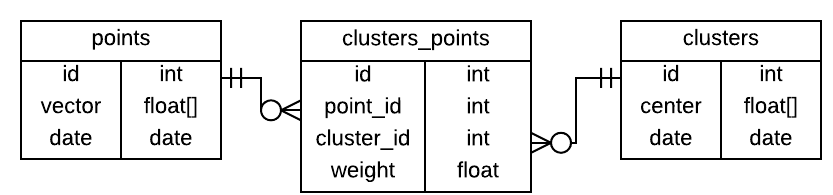 points
id int
vector float[]
date date
clusters_points
id int
point_id int
cluster_id int
weight float
clusters
id int
center float[]
date date